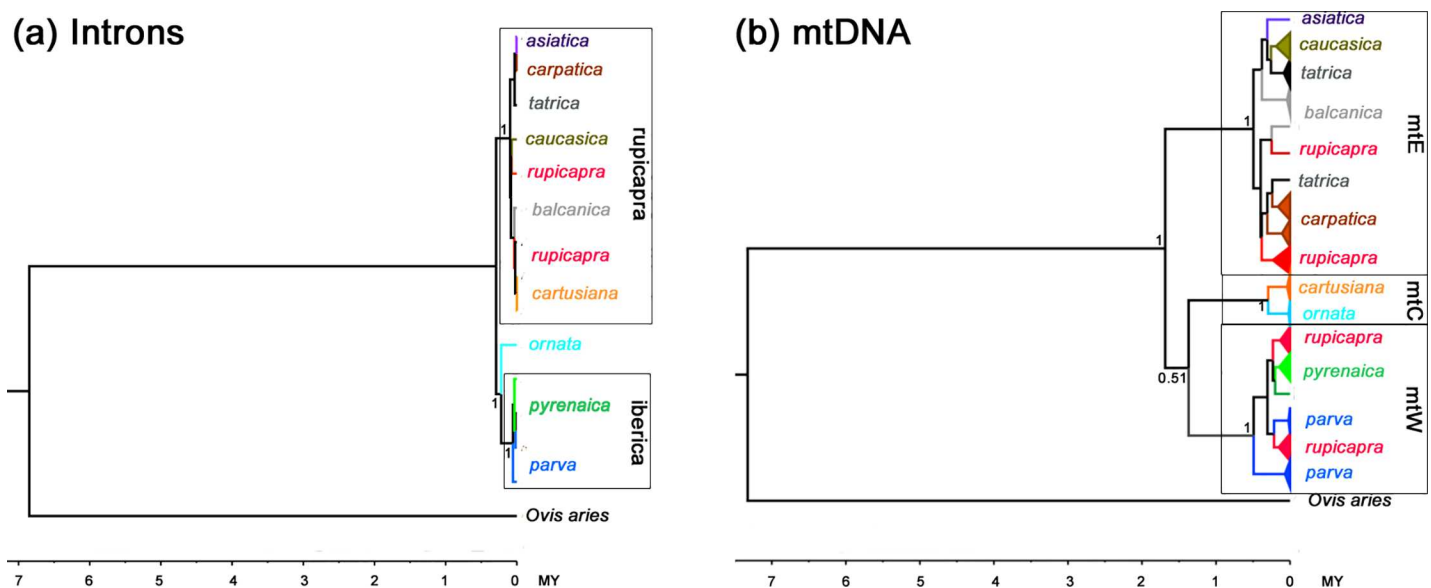 (a) Introns
asiatica
carpatica
tatrica
caucasica
rupicapra
balcanica
rupicapra
cartusiana
ornata
pyrenaica
parva
Ovis aries
rupicapra
iberica
1
1
1
7 6 5 4 3 2 1 0 MY
(b) mtDNA
asiatica
caucasica
tatrica
balcanica
rupicapra
tatrica
carpatica
rupicapra
cartusiana
ornata
rupicapra
pyrenaica
parva
rupicapra
parva
Ovis aries
mtE
mtC
mtW
1
1
1
0.51
1
7 6 5 4 3 2 1 0 MY